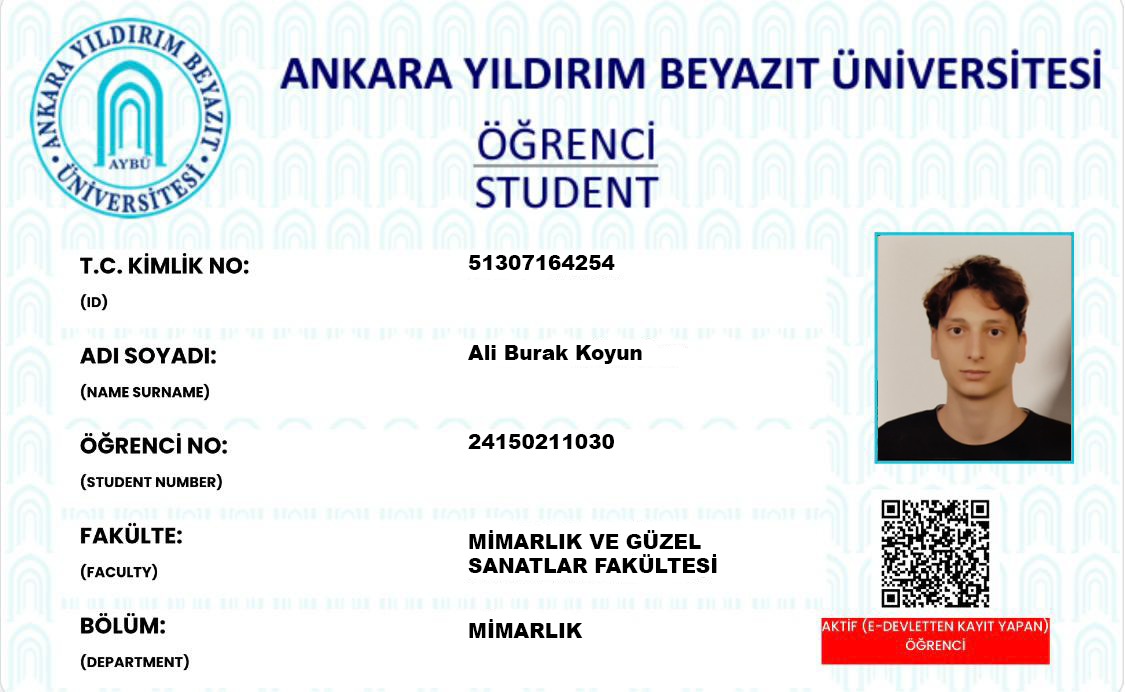 ANKARA YILDIRIM BEYAZIT ÜNİVERSİTESİ
AYBÜ
ANKARA YILDIRIM BEYAZIT ÜNİVERSİTESİ
ÖĞRENCİ
STUDENT
T.C. KİMLİK NO: 51307164254
(ID)
ADI SOYADI: Ali Burak Koyun
(NAME SURNAME)
ÖĞRENCİ NO: 24150211030
(STUDENT NUMBER)
FAKÜLTE: MİMARLIK VE GÜZEL
SANATLAR FAKÜLTESİ
(FACULTY)
BÖLÜM: MİMARLIK
(DEPARTMENT)
AKTİF (E-DEVLETTEN KAYIT YAPAN)
ÖĞRENCİ